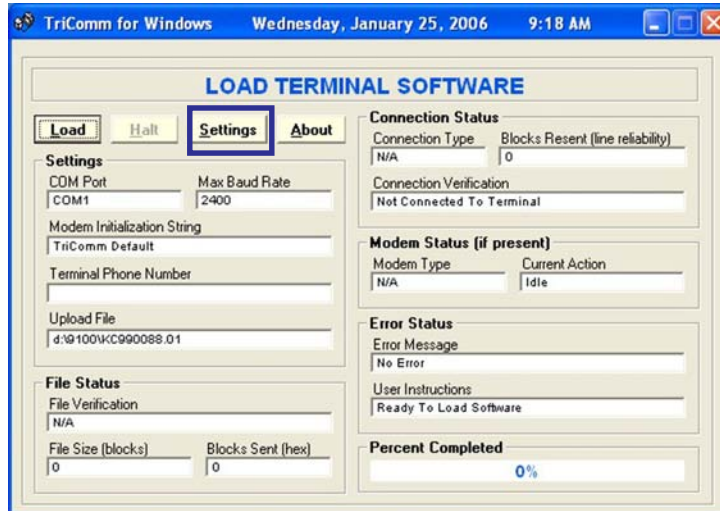 TriComm for Windows Wednesday, January 25, 2006 9:18 AM
LOAD TERMINAL SOFTWARE
Load Halt Settings About
Settings
COM Port Max Baud Rate
COM1 2400
Modem Initialization String
TriComm Default
Terminal Phone Number
Upload File
d:\9100\KC990088.01
File Status
File Verification
N/A
File Size (blocks) Blocks Sent (hex)
0 0
Connection Status
Connection Type Blocks Resent (line reliability)
N/A 0
Connection Verification
Not Connected To Terminal
Modem Status (if present)
Modem Type Current Action
N/A Idle
Error Status
Error Message
No Error
User Instructions
Ready To Load Software
Percent Completed
0%